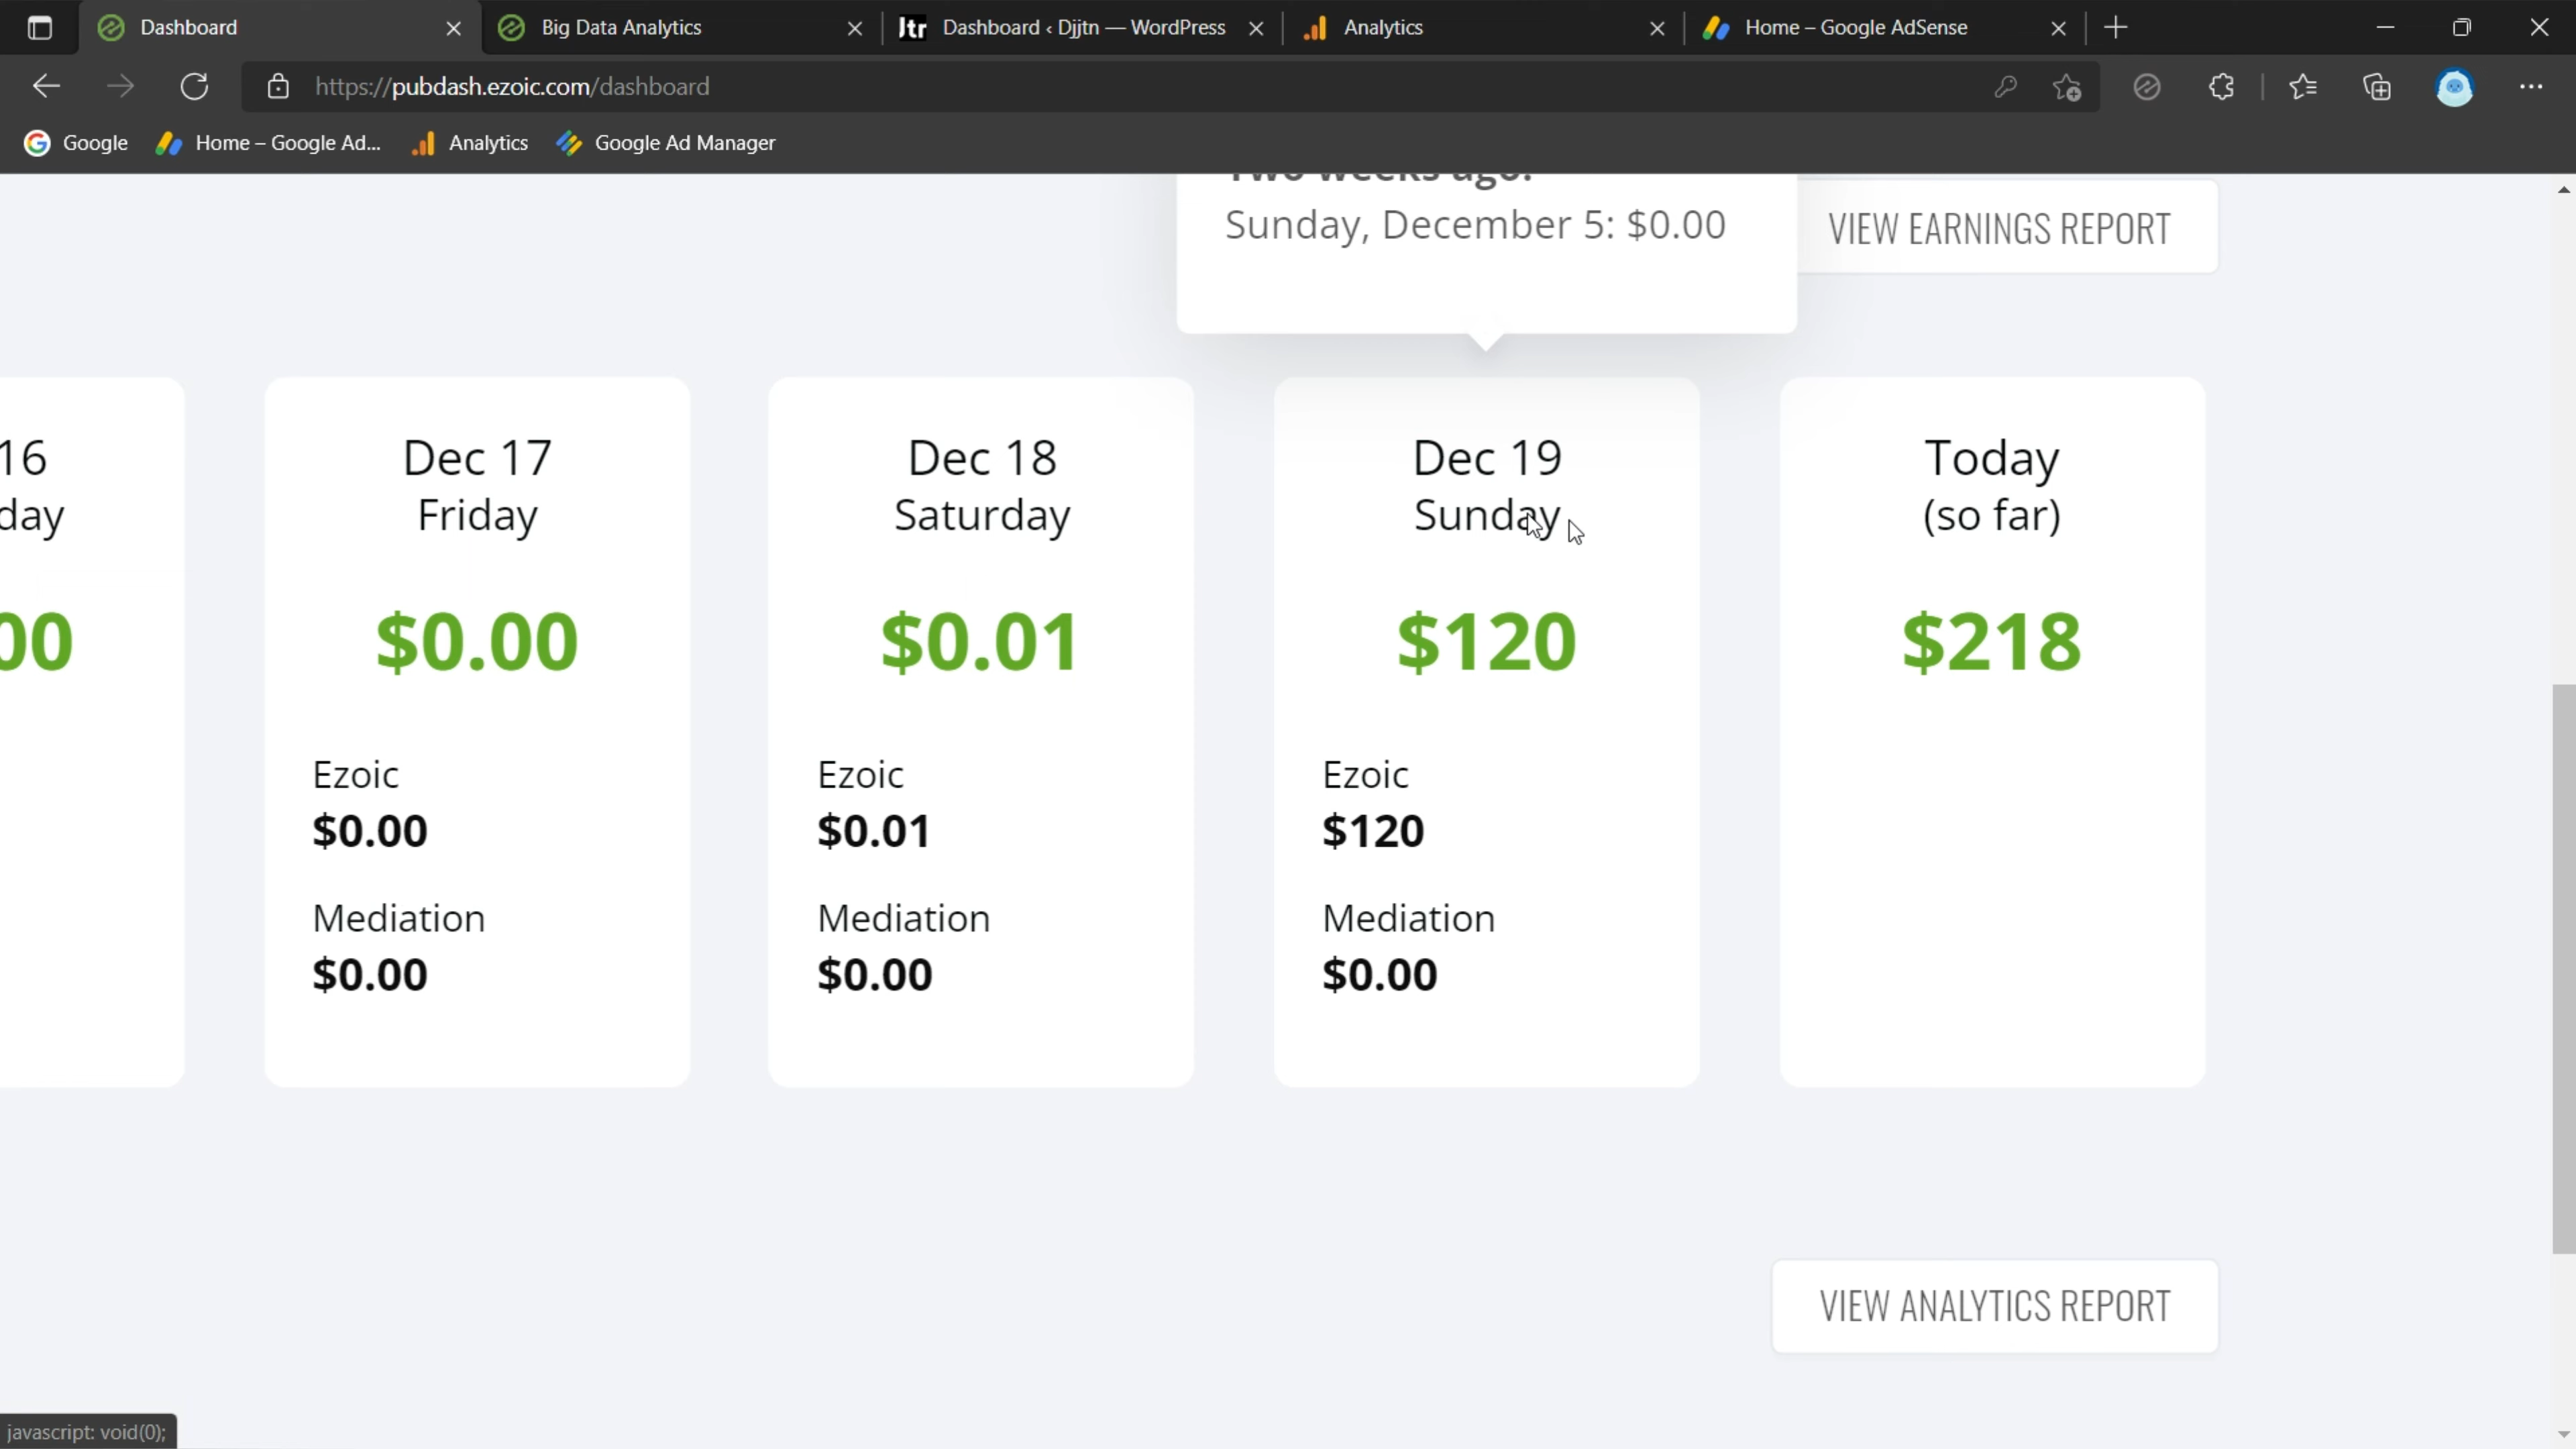 Dashboard
Big Data Analytics
Dashboard ‹ Djjtn — WordPress
Analytics
Home – Google AdSense
https://pubdash.ezoic.com/dashboard
Google
Home – Google Ad...
Analytics
Google Ad Manager
Two weeks ago:
Sunday, December 5: $0.00
VIEW EARNINGS REPORT
16
day
00
Dec 17
Friday
$0.00
Ezoic
$0.00
Mediation
$0.00
Dec 18
Saturday
$0.01
Ezoic
$0.01
Mediation
$0.00
Dec 19
Sunday
$120
Ezoic
$120
Mediation
$0.00
Today
(so far)
$218
VIEW ANALYTICS REPORT
javascript: void(0);